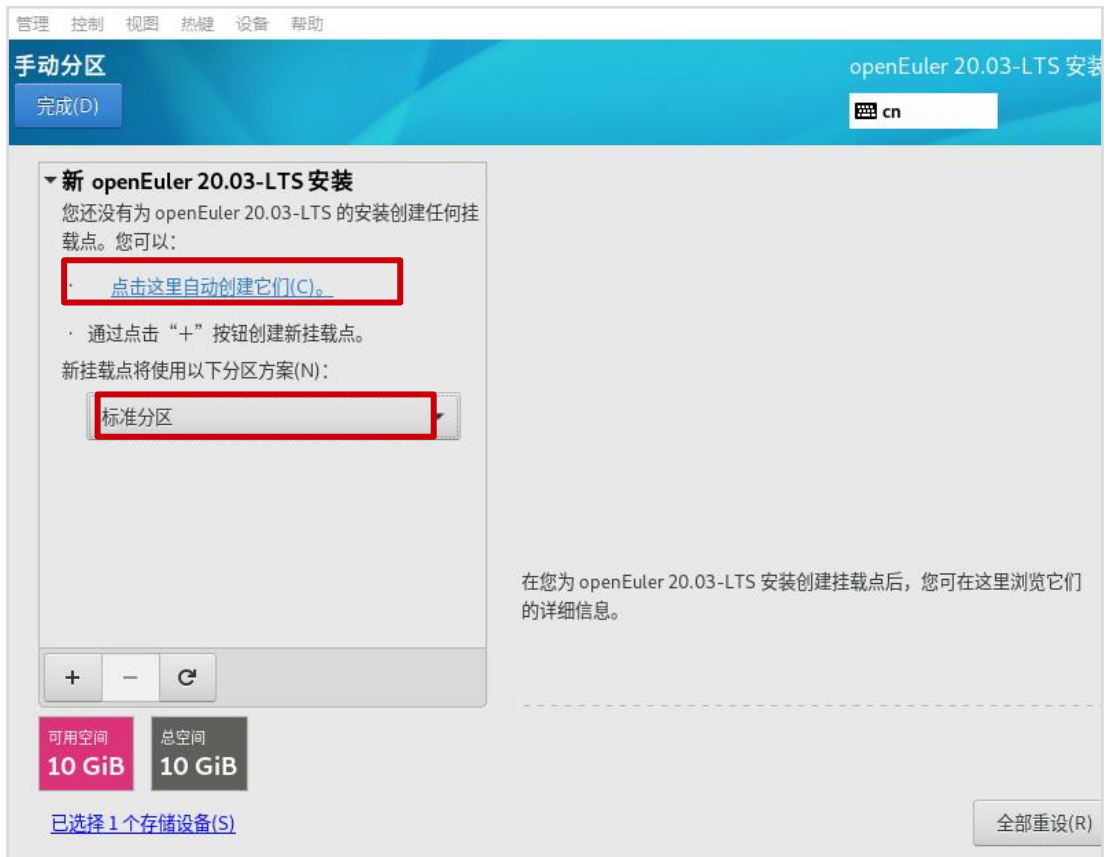 管理 控制 视图 热键 设备 帮助
手动分区
openEuler 20.03-LTS 安装
完成(D)
cn
新 openEuler 20.03-LTS 安装
您还没有为 openEuler 20.03-LTS 的安装创建任何挂
载点。您可以：
· 点击这里自动创建它们(C)。
· 通过点击“＋”按钮创建新挂载点。
新挂载点将使用以下分区方案(N)：
标准分区
在您为 openEuler 20.03-LTS 安装创建挂载点后，您可在这里浏览它们
的详细信息。
+ −
可用空间
10 GiB
总空间
10 GiB
已选择 1 个存储设备(S)
全部重设(R)